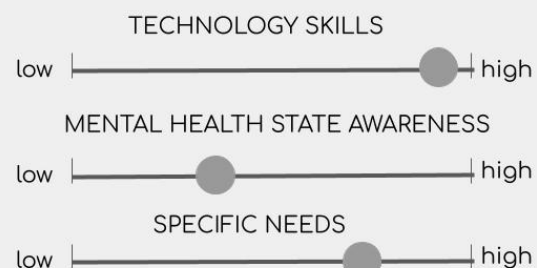 TECHNOLOGY SKILLS
low high
MENTAL HEALTH STATE AWARENESS
low high
SPECIFIC NEEDS
low high